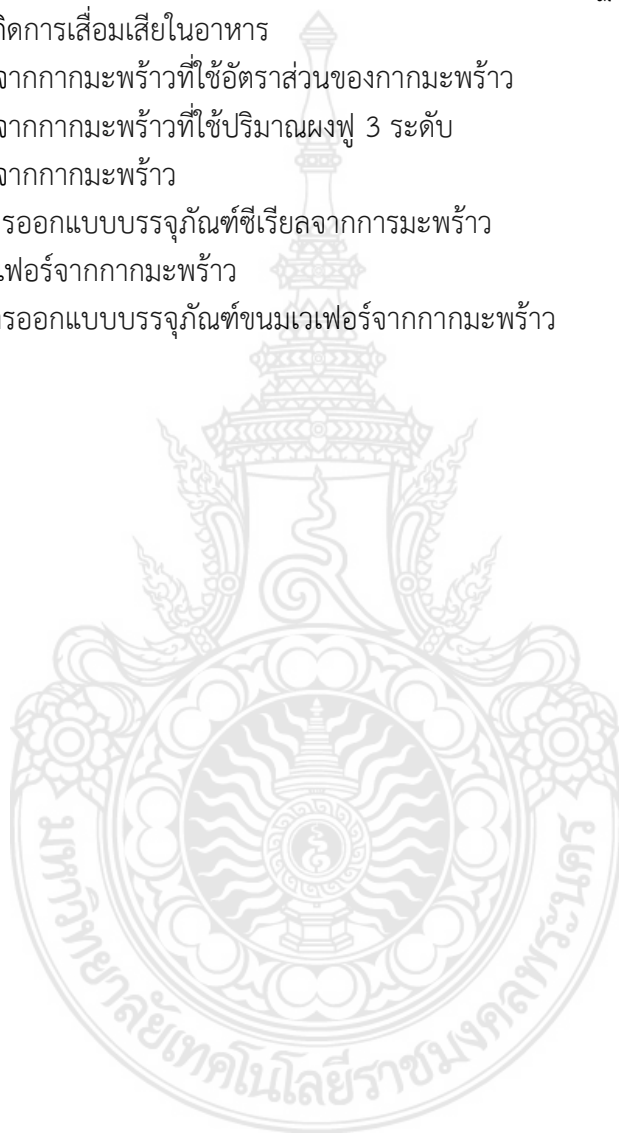 กิดการเสื่อมเสียในอาหาร
จากกากมะพร้าวที่ใช้อัตราส่วนของกากมะพร้าว
จากกากมะพร้าวที่ใช้ปริมาณผงฟู 3 ระดับ
จากกากมะพร้าว
รออกแบบบรรจุภัณฑ์ซีเรียลจากการมะพร้าว
เฟอร์จากกากมะพร้าว
ารออกแบบบรรจุภัณฑ์ขนมเวเฟอร์จากกากมะพร้าว
มหาวิทยาลัยเทคโนโลยีราชมงคลพระนคร